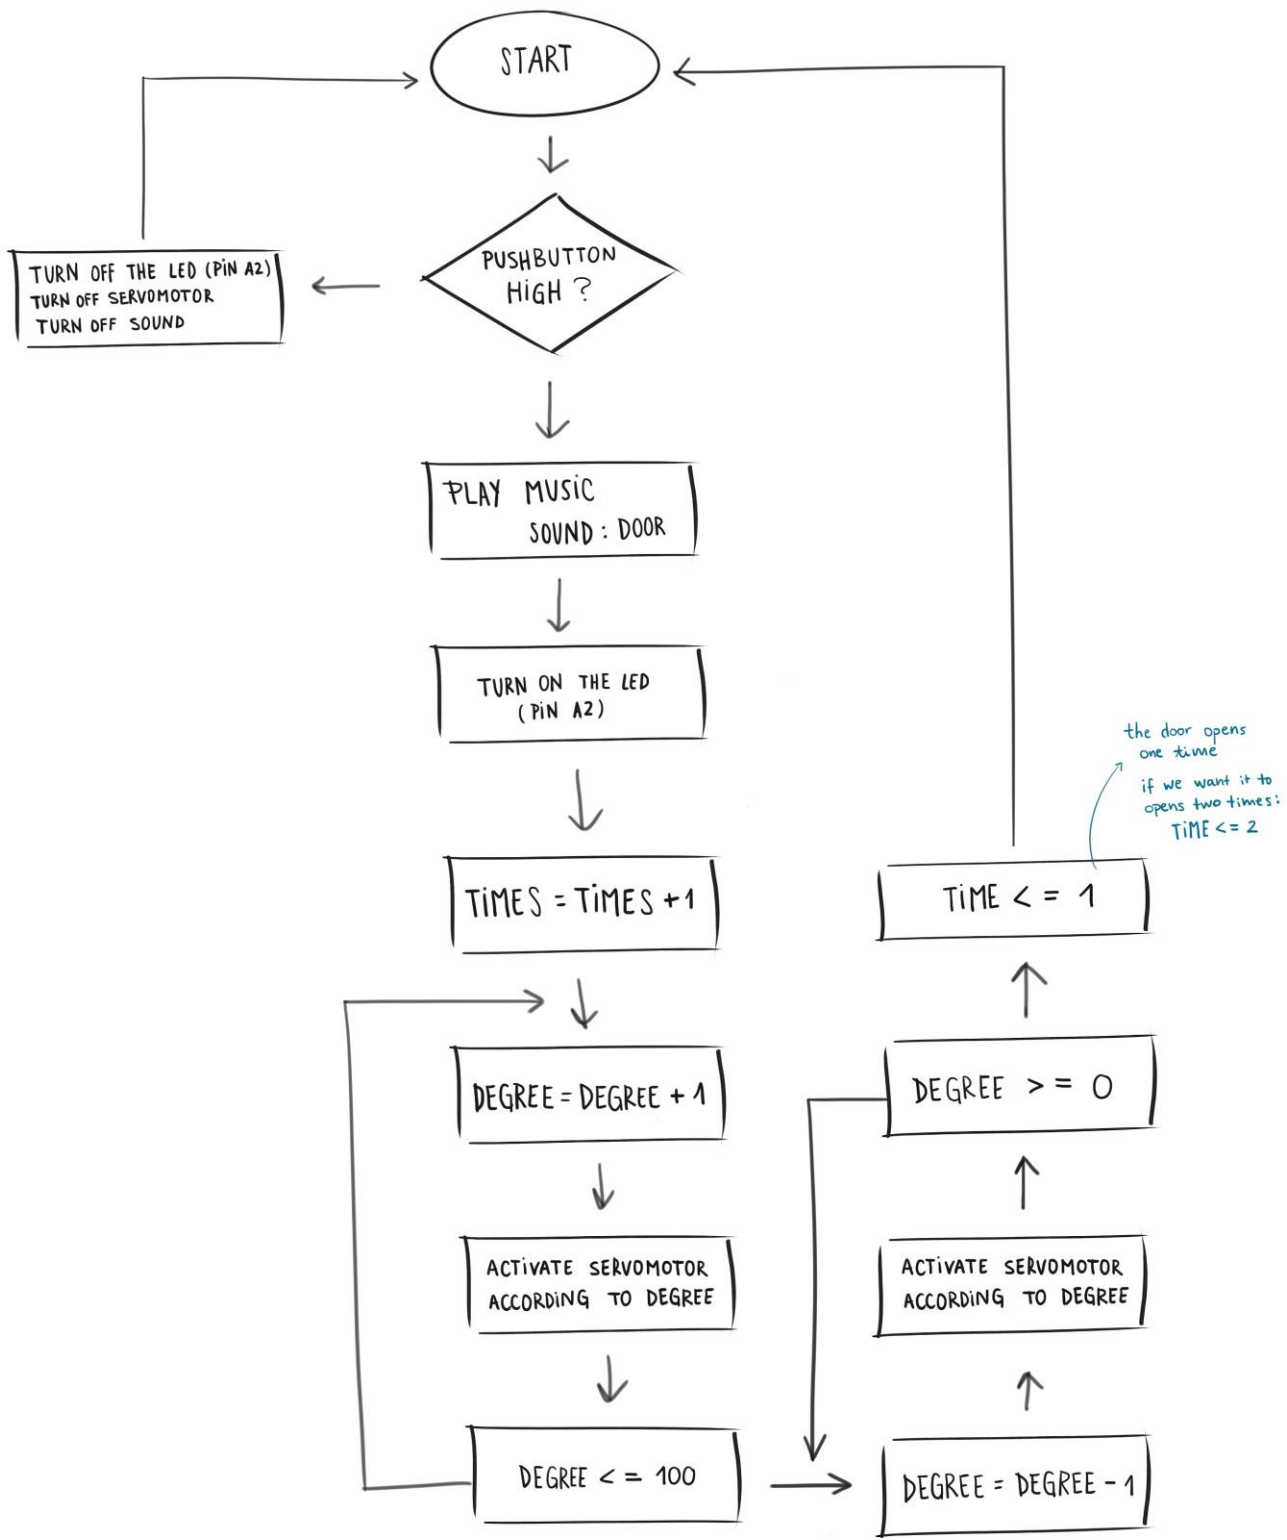 START
PUSHBUTTON
HiGH ?
TURN OFF THE LED (PiN A2)
TURN OFF SERVOMOTOR
TURN OFF SOUND
PLAY MUSiC
SOUND : DOOR
TURN ON THE LED
(PiN A2)
TiMES = TiMES +1
DEGREE = DEGREE + 1
ACTiVATE SERVOMOTOR
ACCORDiNG TO DEGREE
DEGREE < = 100
DEGREE = DEGREE - 1
ACTiVATE SERVOMOTOR
ACCORDiNG TO DEGREE
DEGREE > = 0
TiME < = 1
the door opens
one time
if we want it to
opens two times:
TiME <= 2